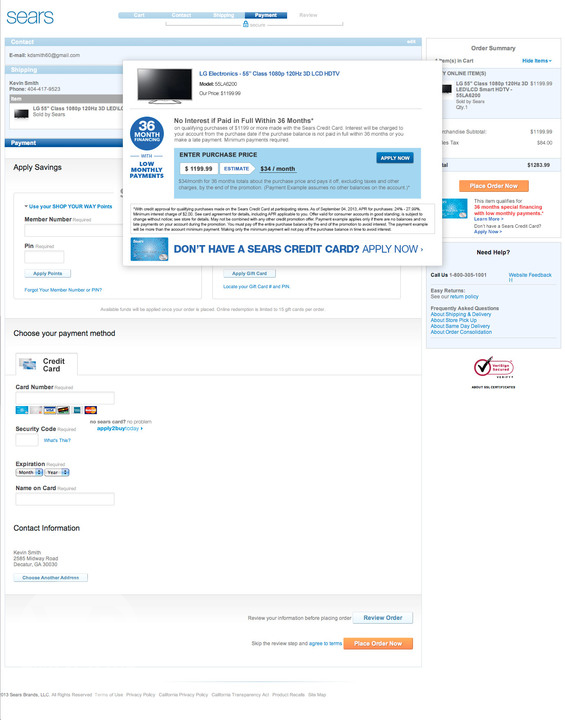 sears
Cart
Contact
Shipping
Payment
Review
SECURE
Contact
edit
E-mail: kdsmith60@gmail.com
Shipping
Kevin Smith
Phone: 404-417-9523
Item
LG 55" Class 1080p 120Hz 3D LED/LC
Sold by Sears
Payment
Apply Savings
Use your SHOP YOUR WAY Points
Member Number Required
Pin Required
Apply Points
Forgot Your Member Number or PIN?
Apply Gift Card
Locate your Gift Card # and PIN
Available funds will be applied once your order is placed. Online redemption is limited to 15 gift cards per order.
LG Electronics - 55" Class 1080p 120Hz 3D LCD HDTV
Model: 55LA6200
Our Price $1199.99
36
MONTH
FINANCING
WITH
LOW
MONTHLY
PAYMENTS
No Interest if Paid in Full Within 36 Months*
on qualifying purchases of $1199 or more made with the Sears Credit Card. Interest will be charged to
your account from the purchase date if the purchase balance is not paid in full within 36 months or if you
make a late payment. Minimum payments required.
ENTER PURCHASE PRICE
APPLY NOW
$ 1199.99
ESTIMATE
$34 / month
$34/month for 36 months totals about the purchase price and pays it off, excluding taxes and other
charges, by the end of the promotion. (Payment Example assumes no other balances on the account.)*
*With credit approval for qualifying purchases made on the Sears Credit Card at participating stores. As of September 04, 2013, APR for purchases: 24% - 27.99%.
Minimum interest charge of $2.00. See card agreement for details, including APR applicable to you. Offer valid for consumer accounts in good standing, is subject to
change without notice; see store for details. May not be combined with any other credit promotional offer. Payment example applies only if there are no balances and no
late payments on your account during the promotion. You must pay off the entire purchase balance by the end of the promotion to avoid interest. The payment example
will be more than the account minimum payment. Making only the minimum payment will not pay off the purchase balance in time to avoid interest.
DON'T HAVE A SEARS CREDIT CARD? APPLY NOW ›
Order Summary
Item(s) in Cart
Hide Items
Y ONLINE ITEM(S)
LG 55" Class 1080p 120Hz 3D $1199.99
LED/LCD Smart HDTV -
55LA6200
Sold by Sears
Qty: 1
chandise Subtotal: $1199.99
es Tax: $84.00
tal $1283.99
Place Order Now
This item qualifies for
36 months special financing
with low monthly payments.*
Learn More >
Don't have a Sears Credit Card?
Apply Now >
Need Help?
Call Us 1-800-305-1001
Website Feedback
Easy Returns:
See our return policy
Frequently Asked Questions
About Shipping & Delivery
About Store Pick Up
About Same Day Delivery
About Order Consolidation
VeriSign
Secured
VERIFY
ABOUT SSL CERTIFICATES
Choose your payment method
Credit
Card
Card Number Required
VISA
Security Code Required
What's This?
no sears card? no problem
apply2buytoday
Expiration Required
Month
Year
Name on Card Required
Contact Information
Kevin Smith
2585 Midway Road
Decatur, GA 30030
Choose Another Address
Review your information before placing order
Review Order
Skip the review step and agree to terms
Place Order Now
013 Sears Brands, LLC. All Rights Reserved Terms of Use Privacy Policy California Privacy Policy California Transparency Act Product Recalls Site Map